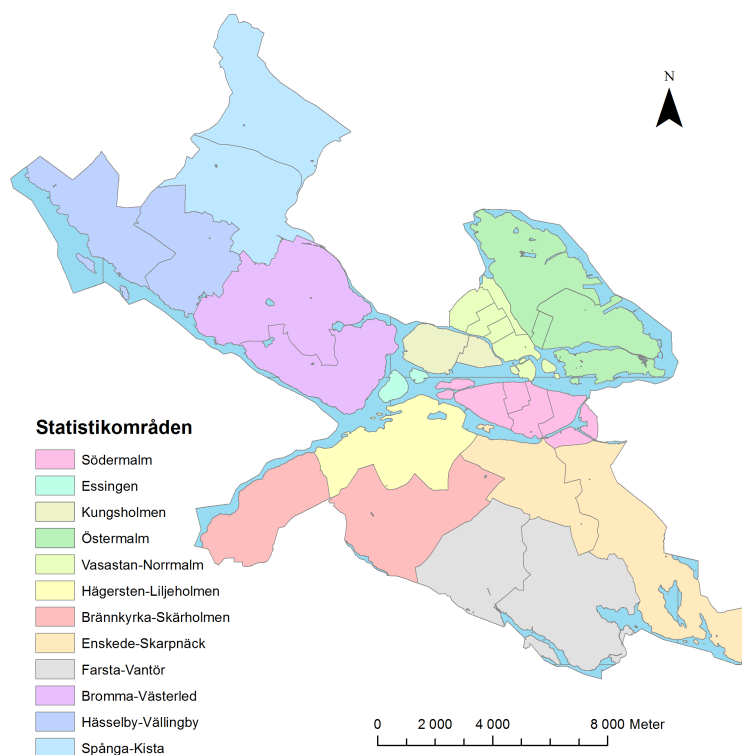 N
Statistikområden
Södermalm
Essingen
Kungsholmen
Östermalm
Vasastan-Norrmalm
Hägersten-Liljeholmen
Brännkyrka-Skärholmen
Enskede-Skarpnäck
Farsta-Vantör
Bromma-Västerled
Hässelby-Vällingby
Spånga-Kista
0 2 000 4 000 8 000 Meter